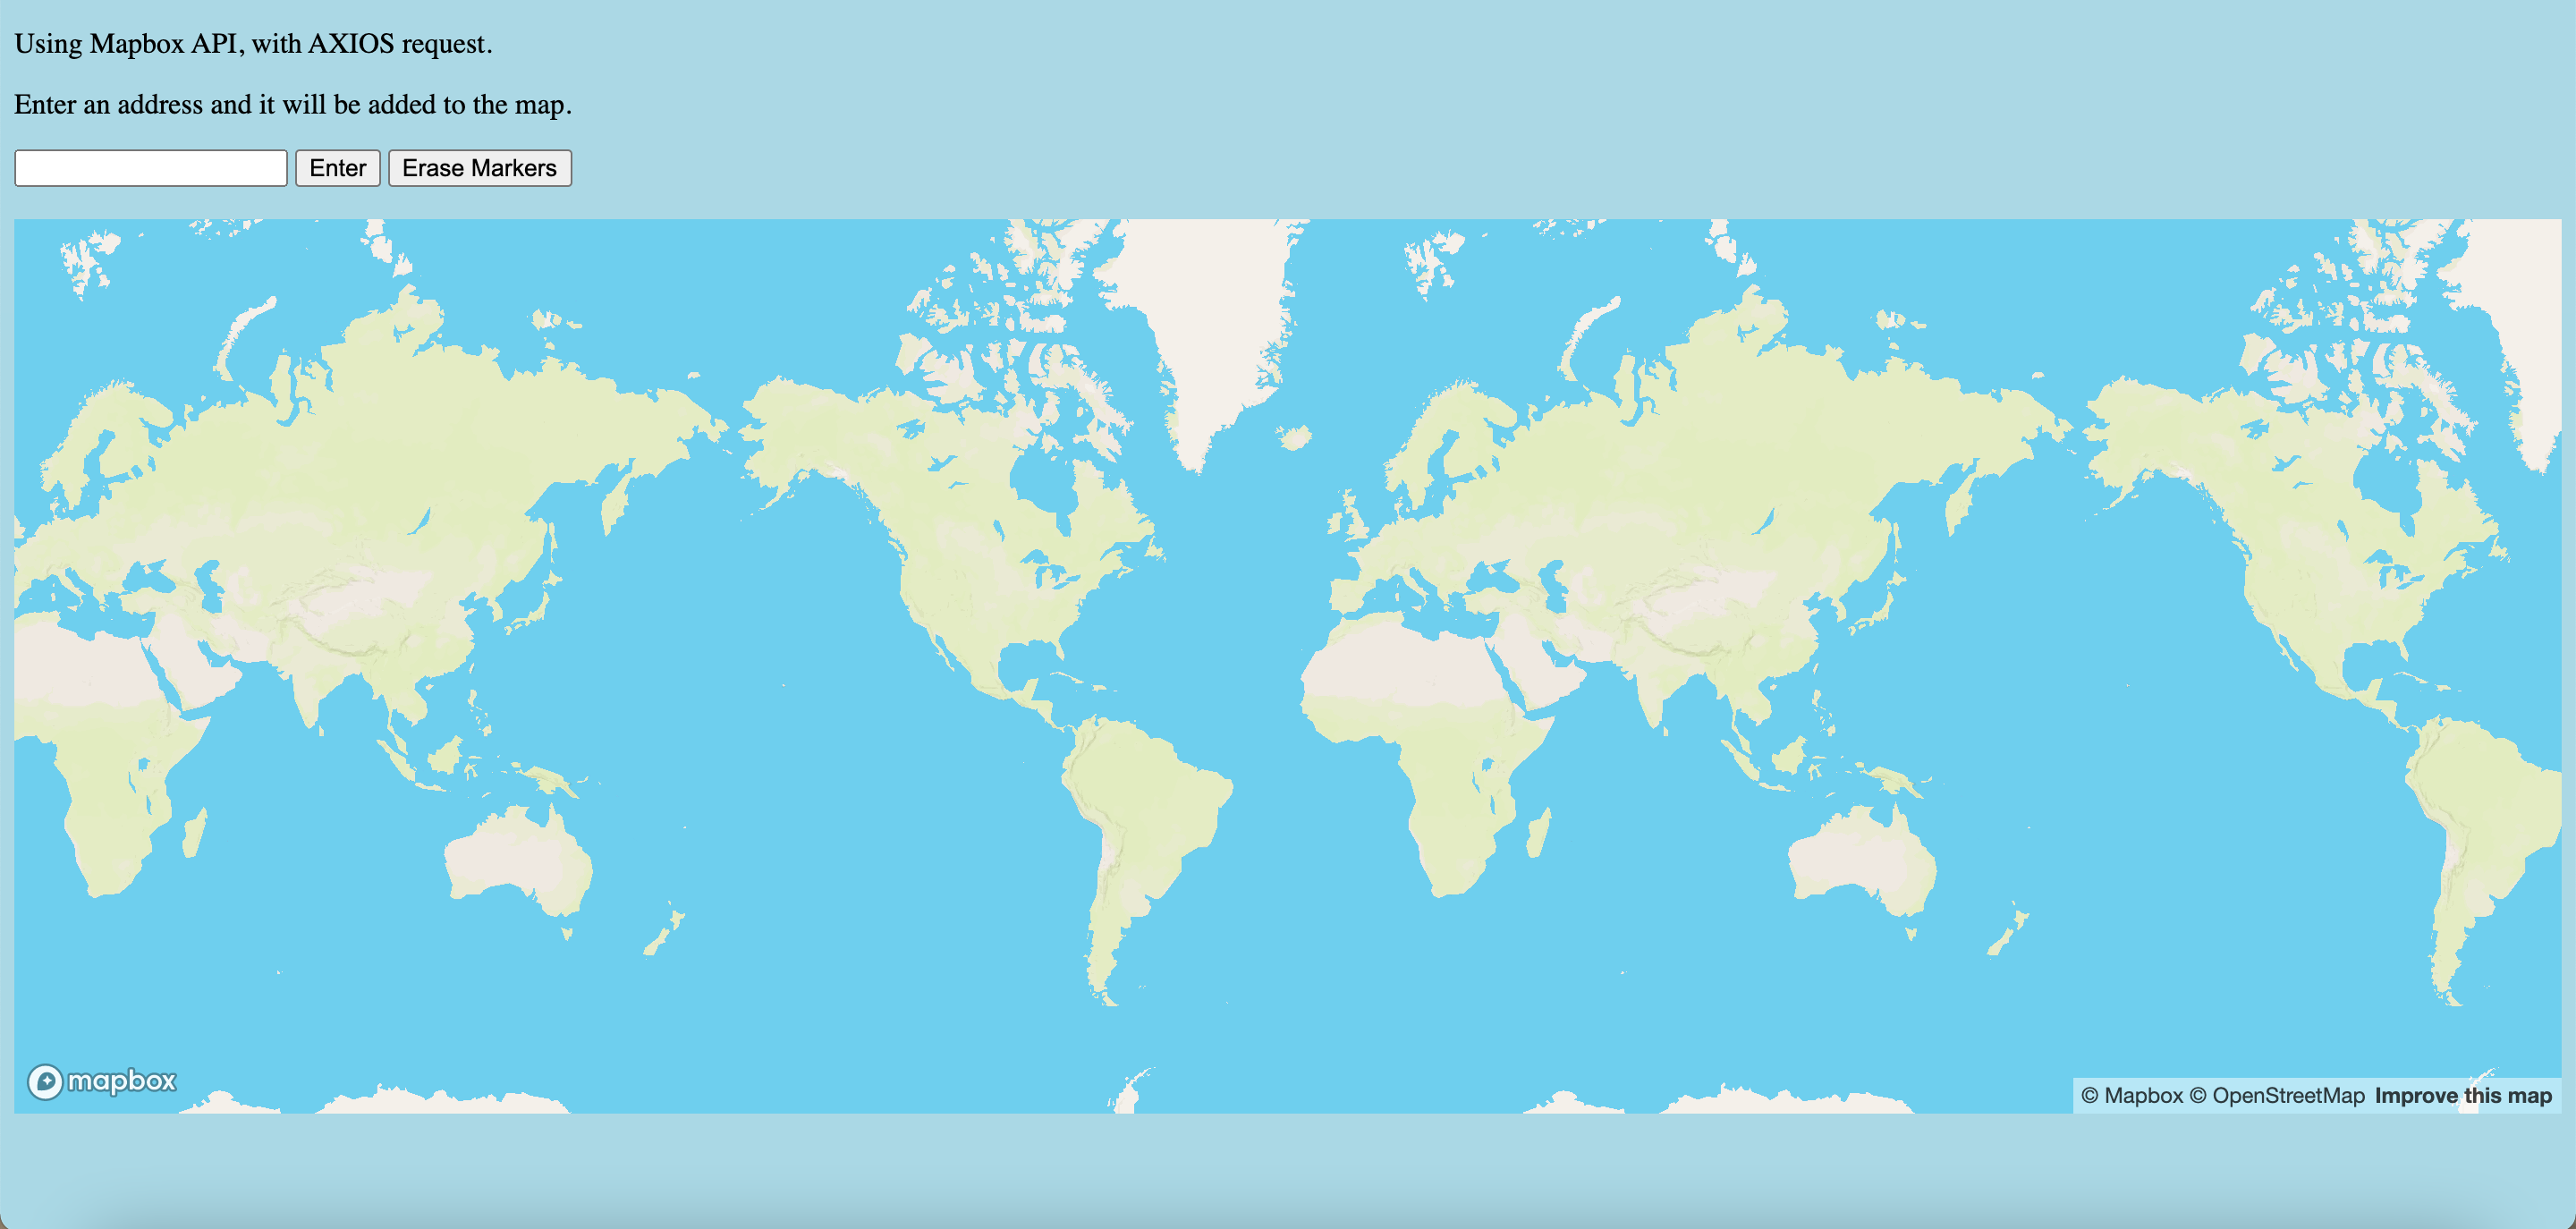 Using Mapbox API, with AXIOS request.
Enter an address and it will be added to the map.
Enter Erase Markers
mapbox
© Mapbox © OpenStreetMap Improve this map